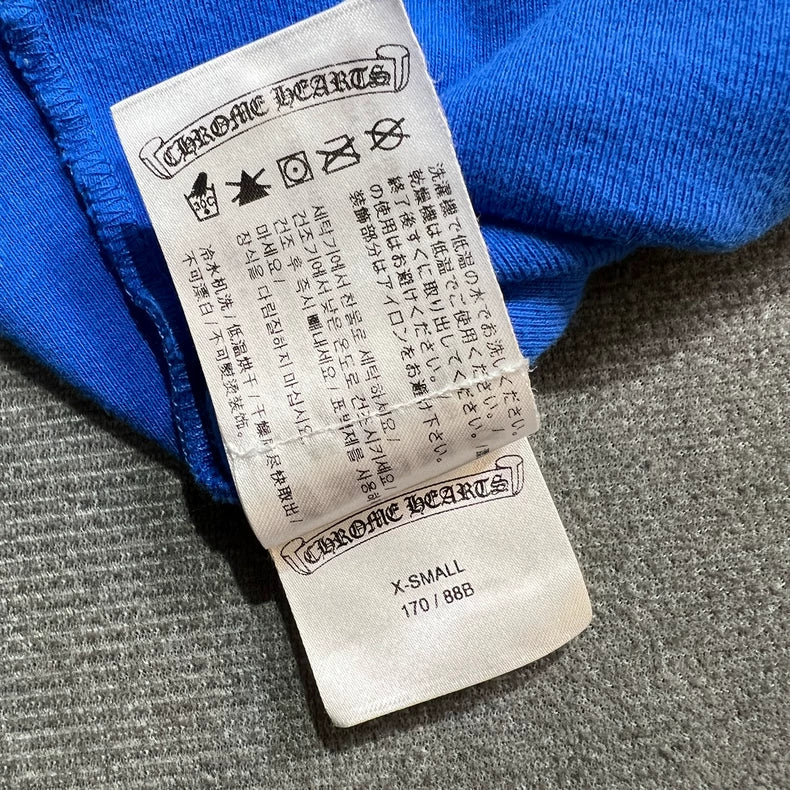 CHROME HEARTS
30C
洗濯機で低温の水でお洗いください。/
乾燥機は低温でご使用ください。/
終了後すぐに取り出してください。/
の使用はお避けください。/
装飾部分はアイロンをお避け下さい。
세탁기에서 찬물로 세탁하시오. /
건조기에서 낮은 온도로 건조시키세요. /
건조 후 즉시 빼내세요. / 표백제를 사용하
마세요. /
장식을 다림질하지 마십시요.
冷水机洗 / 低温烘干 / 干燥后尽快取出 /
不可漂白 / 不可熨烫装饰。
CHROME HEARTS
X-SMALL
170 / 88B